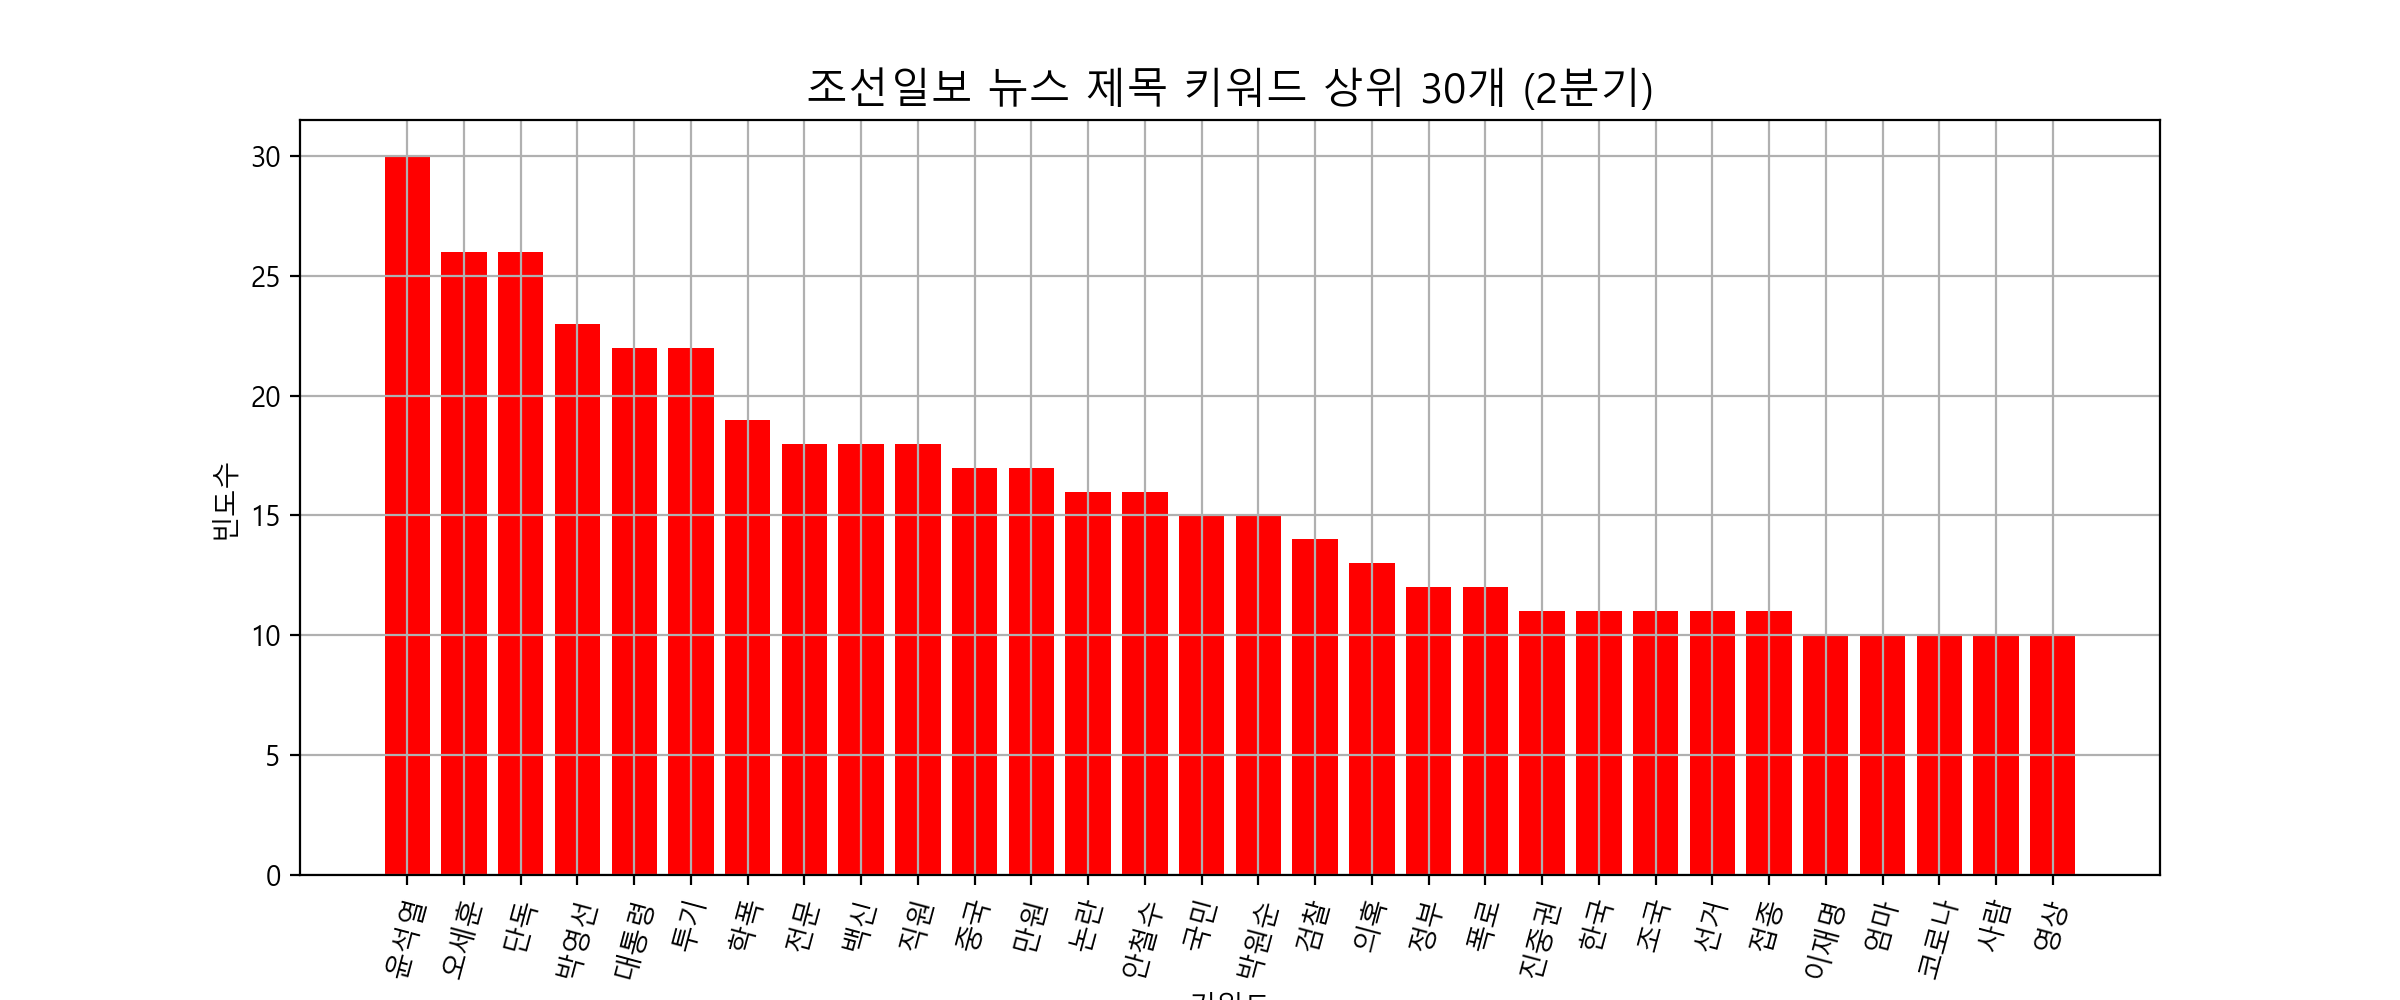 조선일보 뉴스 제목 키워드 상위 30개 (2분기)
30
25
20
15
10
5
0
빈도수
윤석열
오세훈
단독
박영선
대통령
투기
학폭
전문
백신
직원
중국
만원
논란
안철수
국민
박원순
검찰
의혹
정부
폭로
진중권
한국
조국
선거
접종
이재명
엄마
코로나
사람
영상